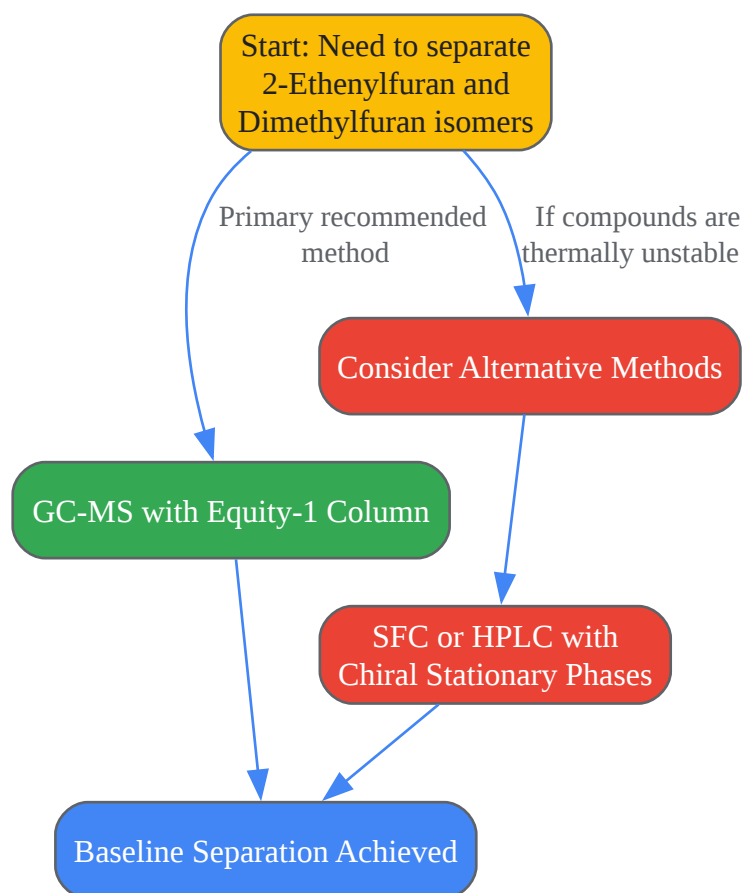 Start: Need to separate
2-Ethenylfuran and
Dimethylfuran isomers
Primary recommended
method
If compounds are
thermally unstable
Consider Alternative Methods
GC-MS with Equity-1 Column
SFC or HPLC with
Chiral Stationary Phases
Baseline Separation Achieved